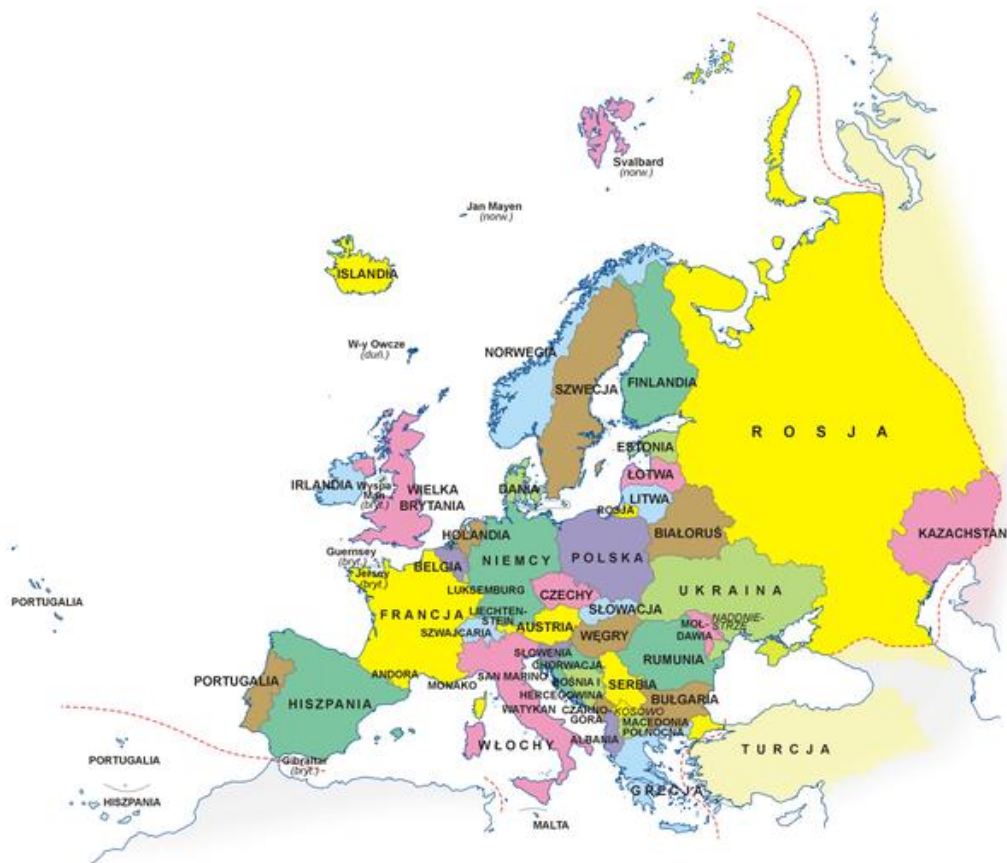 Svalbard
(norw.)
Jan Mayen
(norw.)
ISLANDIA
W-y Owcze
(duń.)
NORWEGIA
SZWECJA
FINLANDIA
ROSJA
ESTONIA
ŁOTWA
LITWA
ROSJA
IRLANDIA
Wyspa
Man
(bryt.)
WIELKA
BRYTANIA
DANIA
KAZACHSTAN
BIAŁORUŚ
HOLANDIA
NIEMCY
POLSKA
Guernsey
(bryt.)
Jersey
(bryt.)
BELGIA
LUKSEMBURG
CZECHY
UKRAINA
PORTUGALIA
FRANCJA
LIECHTEN-
STEIN
SZWAJCARIA
AUSTRIA
SŁOWACJA
WĘGRY
MOŁ-
DAWIA
NADDNIE-
STRZE
RUMUNIA
SŁOWENIA
CHORWACJA
PORTUGALIA
HISZPANIA
ANDORA
MONAKO
SAN MARINO
WATYKAN
BOŚNIA I
HERCEGOWINA
SERBIA
BUŁGARIA
CZARNO-
GÓRA
KOSOWO
MACEDONIA
PÓŁNOCNA
ALBANIA
WŁOCHY
TURCJA
GRECJA
Gibraltar
(bryt.)
PORTUGALIA
HISZPANIA
MALTA